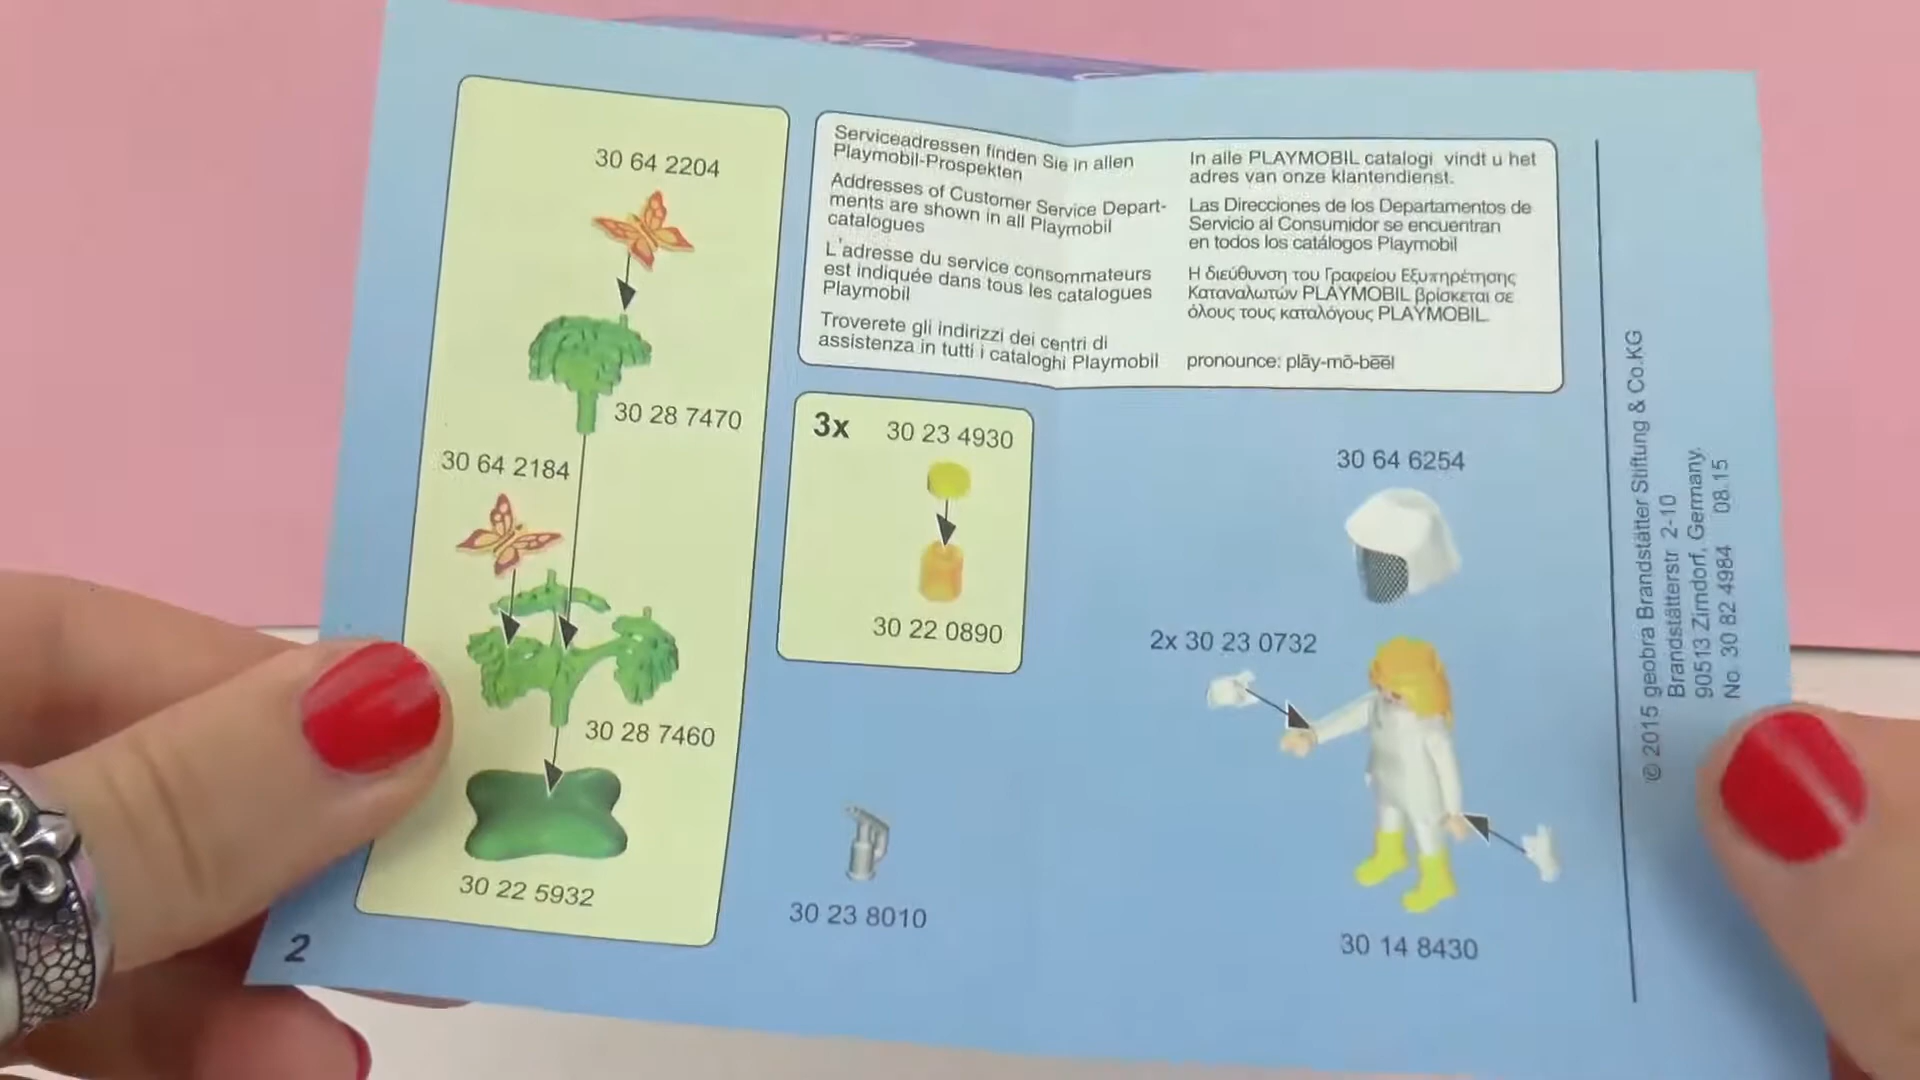 30 64 2204
30 28 7470
30 64 2184
30 28 7460
30 22 5932
2
Serviceadressen finden Sie in allen
Playmobil-Prospekten
Addresses of Customer Service Depart-
ments are shown in all Playmobil
catalogues
L'adresse du service consommateurs
est indiquée dans tous les catalogues
Playmobil
Troverete gli indirizzi dei centri di
assistenza in tutti i cataloghi Playmobil
In alle PLAYMOBIL catalogi vindt u het
adres van onze klantendienst.
Las Direcciones de los Departamentos de
Servicio al Consumidor se encuentran
en todos los catálogos Playmobil
Η διεύθυνση του Γραφείου Εξυπηρέτησης
Καταναλωτών PLAYMOBIL βρίσκεται σε
όλους τους καταλόγους PLAYMOBIL
pronounce: plāy-mō-bēēl
3x 30 23 4930
30 22 0890
30 23 8010
30 64 6254
2x 30 23 0732
30 14 8430
© 2015 geobra Brandstätter Stiftung & Co.KG
Brandstätterstr 2-10
90513 Zirndorf, Germany.
No. 30 82 4984 08.15